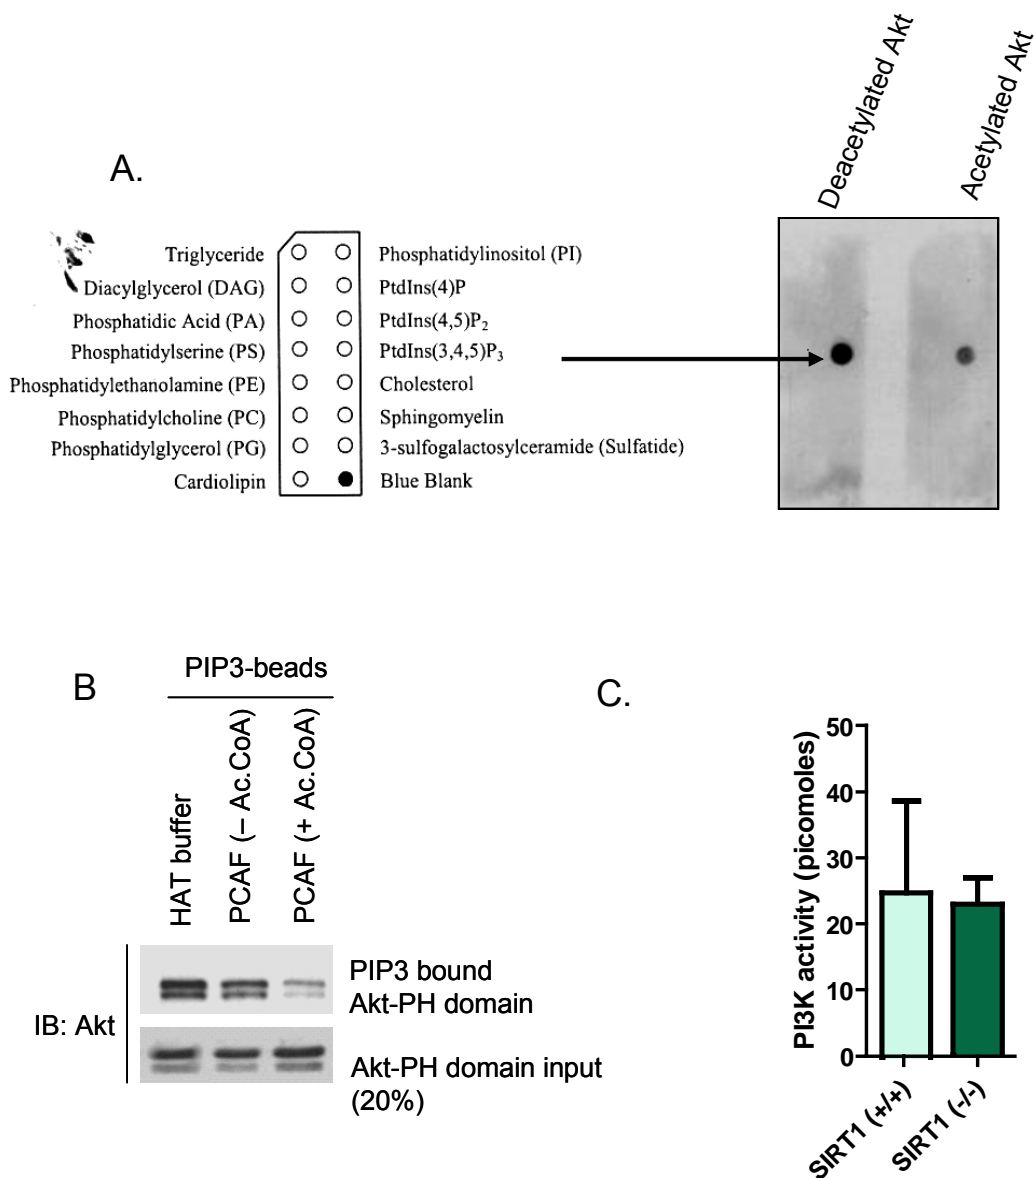 A.
Deacetylated Akt
Acetylated Akt
Triglyceride
Diacylglycerol (DAG)
Phosphatidic Acid (PA)
Phosphatidylserine (PS)
Phosphatidylethanolamine (PE)
Phosphatidylcholine (PC)
Phosphatidylglycerol (PG)
Cardiolipin
Phosphatidylinositol (PI)
PtdIns(4)P
PtdIns(4,5)P₂
PtdIns(3,4,5)P₃
Cholesterol
Sphingomyelin
3-sulfogalactosylceramide (Sulfatide)
Blue Blank
B
PIP3-beads
HAT buffer
PCAF (– Ac.CoA)
PCAF (+ Ac.CoA)
IB: Akt
PIP3 bound
Akt-PH domain
Akt-PH domain input
(20%)
C.
PI3K activity (picomoles)
50
40
30
20
10
0
SIRT1 (+/+)
SIRT1 (-/-)